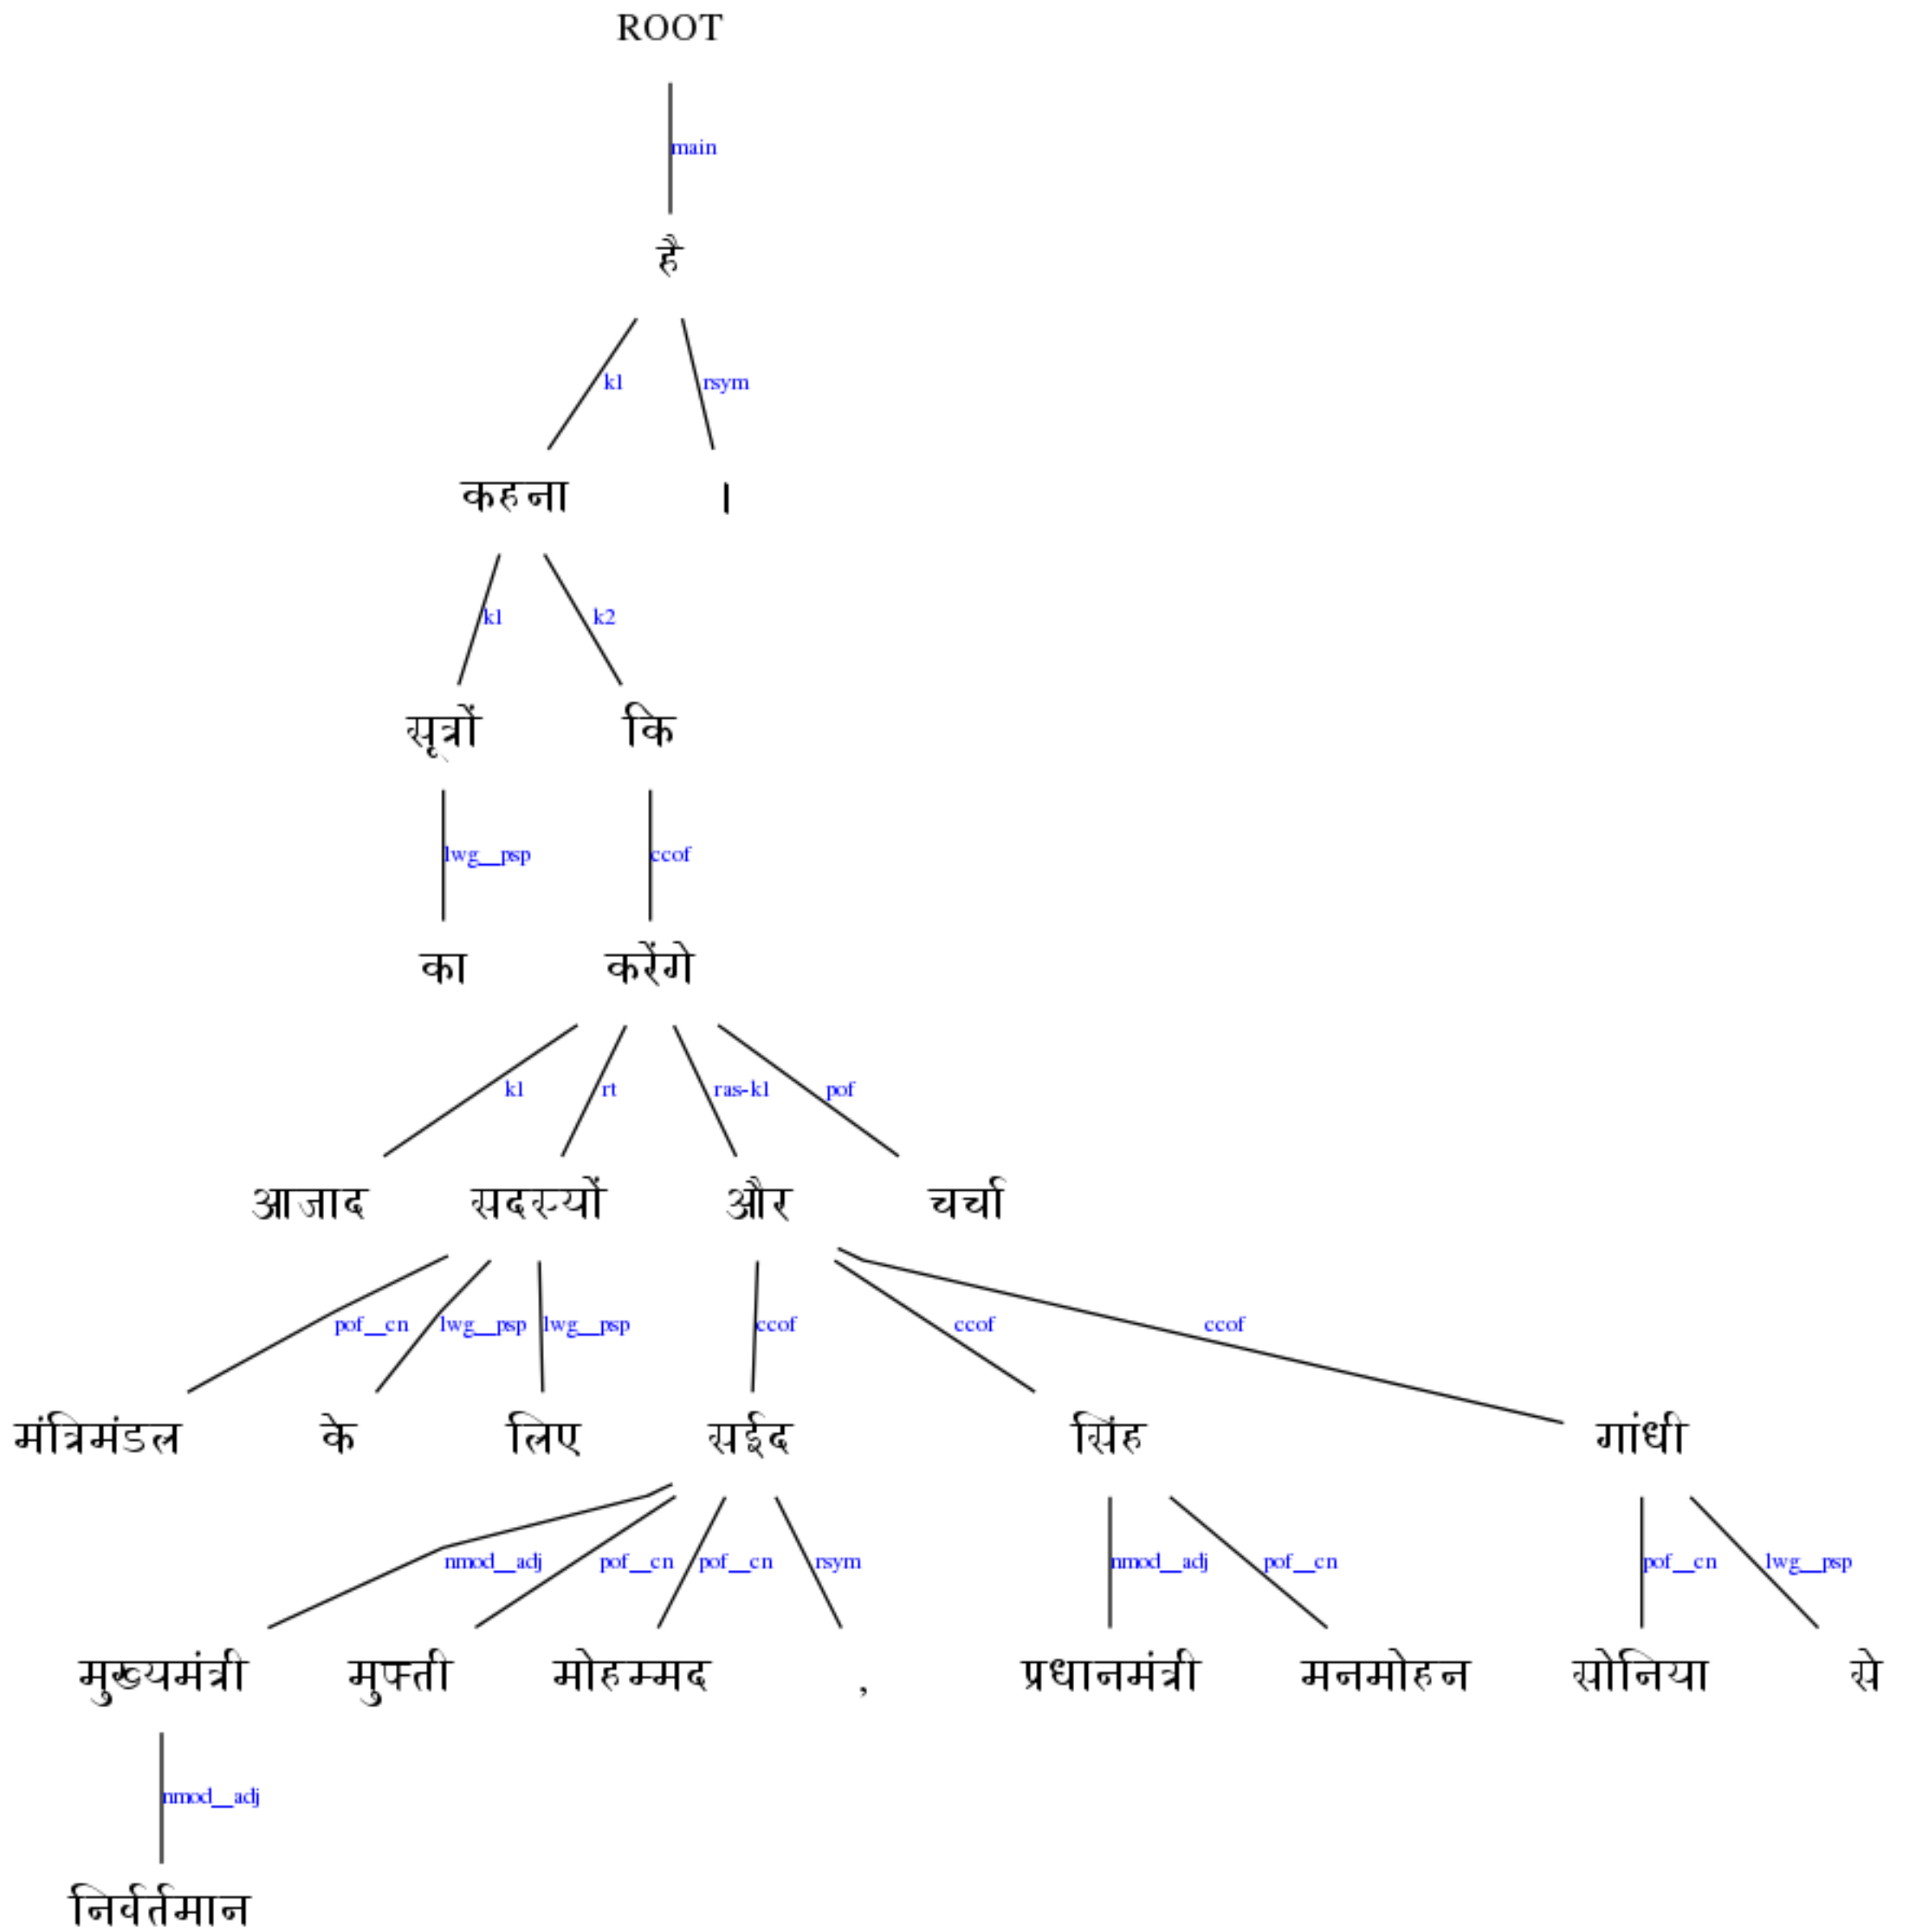 ROOT
main
है
k1 rsym
कहना ।
k1 k2
सूत्रों कि
lwg__psp ccof
का करेंगे
k1 rt ras-k1 pof
आजाद सदस्यों और चर्चा
pof__cn lwg__psp lwg__psp ccof ccof ccof
मंत्रिमंडल के लिए सईद सिंह गांधी
nmod__adj pof__cn pof__cn rsym nmod__adj pof__cn pof__cn lwg__psp
मुख्यमंत्री मुफ्ती मोहम्मद , प्रधानमंत्री मनमोहन सोनिया से
nmod__adj
निर्वर्तमान